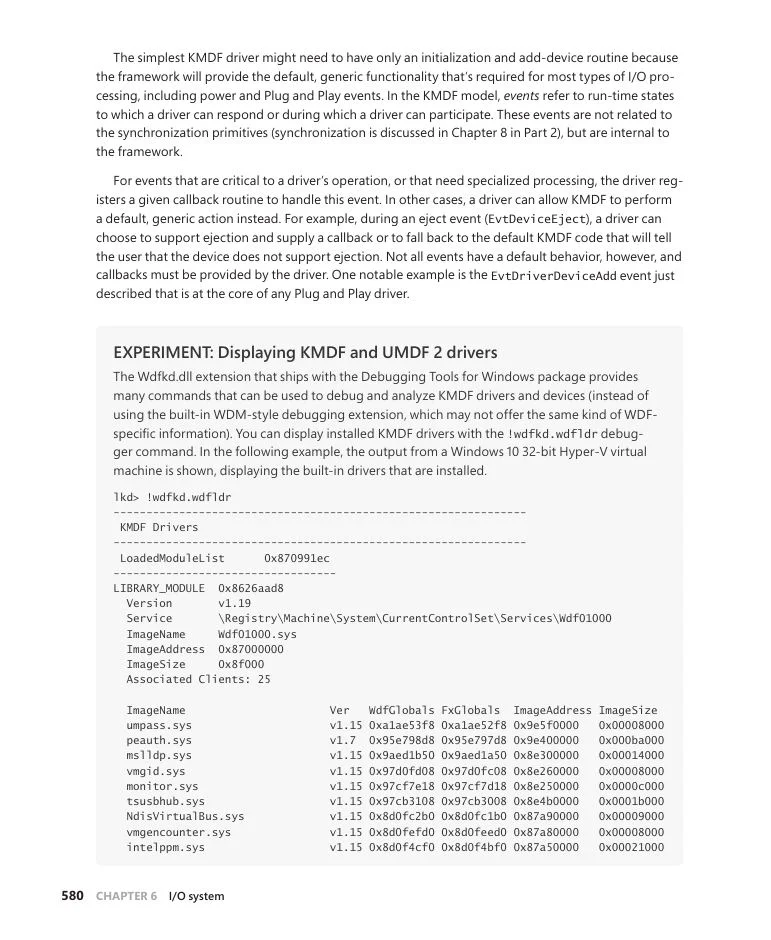 The simplest KMDF driver might need to have only an initialization and add-device routine because
the framework will provide the default, generic functionality that's required for most types of I/O pro-
cessing, including power and Plug and Play events. In the KMDF model, events refer to run-time states
to which a driver can respond or during which a driver can participate. These events are not related to
the synchronization primitives (synchronization is discussed in Chapter 8 in Part 2), but are internal to
the framework.
For events that are critical to a driver's operation, or that need specialized processing, the driver reg-
isters a given callback routine to handle this event. In other cases, a driver can allow KMDF to perform
a default, generic action instead. For example, during an eject event (EvtDeviceEject), a driver can
choose to support ejection and supply a callback or to fall back to the default KMDF code that will tell
the user that the device does not support ejection. Not all events have a default behavior, however, and
callbacks must be provided by the driver. One notable example is the EvtDriverDeviceAdd event just
described that is at the core of any Plug and Play driver.
EXPERIMENT: Displaying KMDF and UMDF 2 drivers
The Wdfkd.dll extension that ships with the Debugging Tools for Windows package provides
many commands that can be used to debug and analyze KMDF drivers and devices (instead of
using the built-in WDM-style debugging extension, which may not offer the same kind of WDF-
specific information). You can display installed KMDF drivers with the !wdfkd.wdfldr debug-
ger command. In the following example, the output from a Windows 10 32-bit Hyper-V virtual
machine is shown, displaying the built-in drivers that are installed.
lkd> !wdfkd.wdfldr
---------------------------------------------------------------
KMDF Drivers
---------------------------------------------------------------
LoadedModuleList      0x870991ec
----------------------------------
LIBRARY_MODULE  0x8626aad8
Version       v1.19
Service       \Registry\Machine\System\CurrentControlSet\Services\Wdf01000
ImageName     Wdf01000.sys
ImageAddress  0x87000000
ImageSize     0x8f000
Associated Clients: 25
ImageName                      Ver   WdfGlobals FxGlobals  ImageAddress ImageSize
umpass.sys                     v1.15 0xa1ae53f8 0xa1ae52f8 0x9e5f0000   0x00008000
peauth.sys                     v1.7  0x95e798d8 0x95e797d8 0x9e400000   0x000ba000
mslldp.sys                     v1.15 0x9aed1b50 0x9aed1a50 0x8e300000   0x00014000
vmgid.sys                      v1.15 0x97d0fd08 0x97d0fc08 0x8e260000   0x00008000
monitor.sys                    v1.15 0x97cf7e18 0x97cf7d18 0x8e250000   0x0000c000
tsusbhub.sys                   v1.15 0x97cb3108 0x97cb3008 0x8e4b0000   0x0001b000
NdisVirtualBus.sys             v1.15 0x8d0fc2b0 0x8d0fc1b0 0x87a90000   0x00009000
vmgencounter.sys               v1.15 0x8d0fefd0 0x8d0feed0 0x87a80000   0x00008000
intelppm.sys                   v1.15 0x8d0f4cf0 0x8d0f4bf0 0x87a50000   0x00021000
580 CHAPTER 6 I/O system